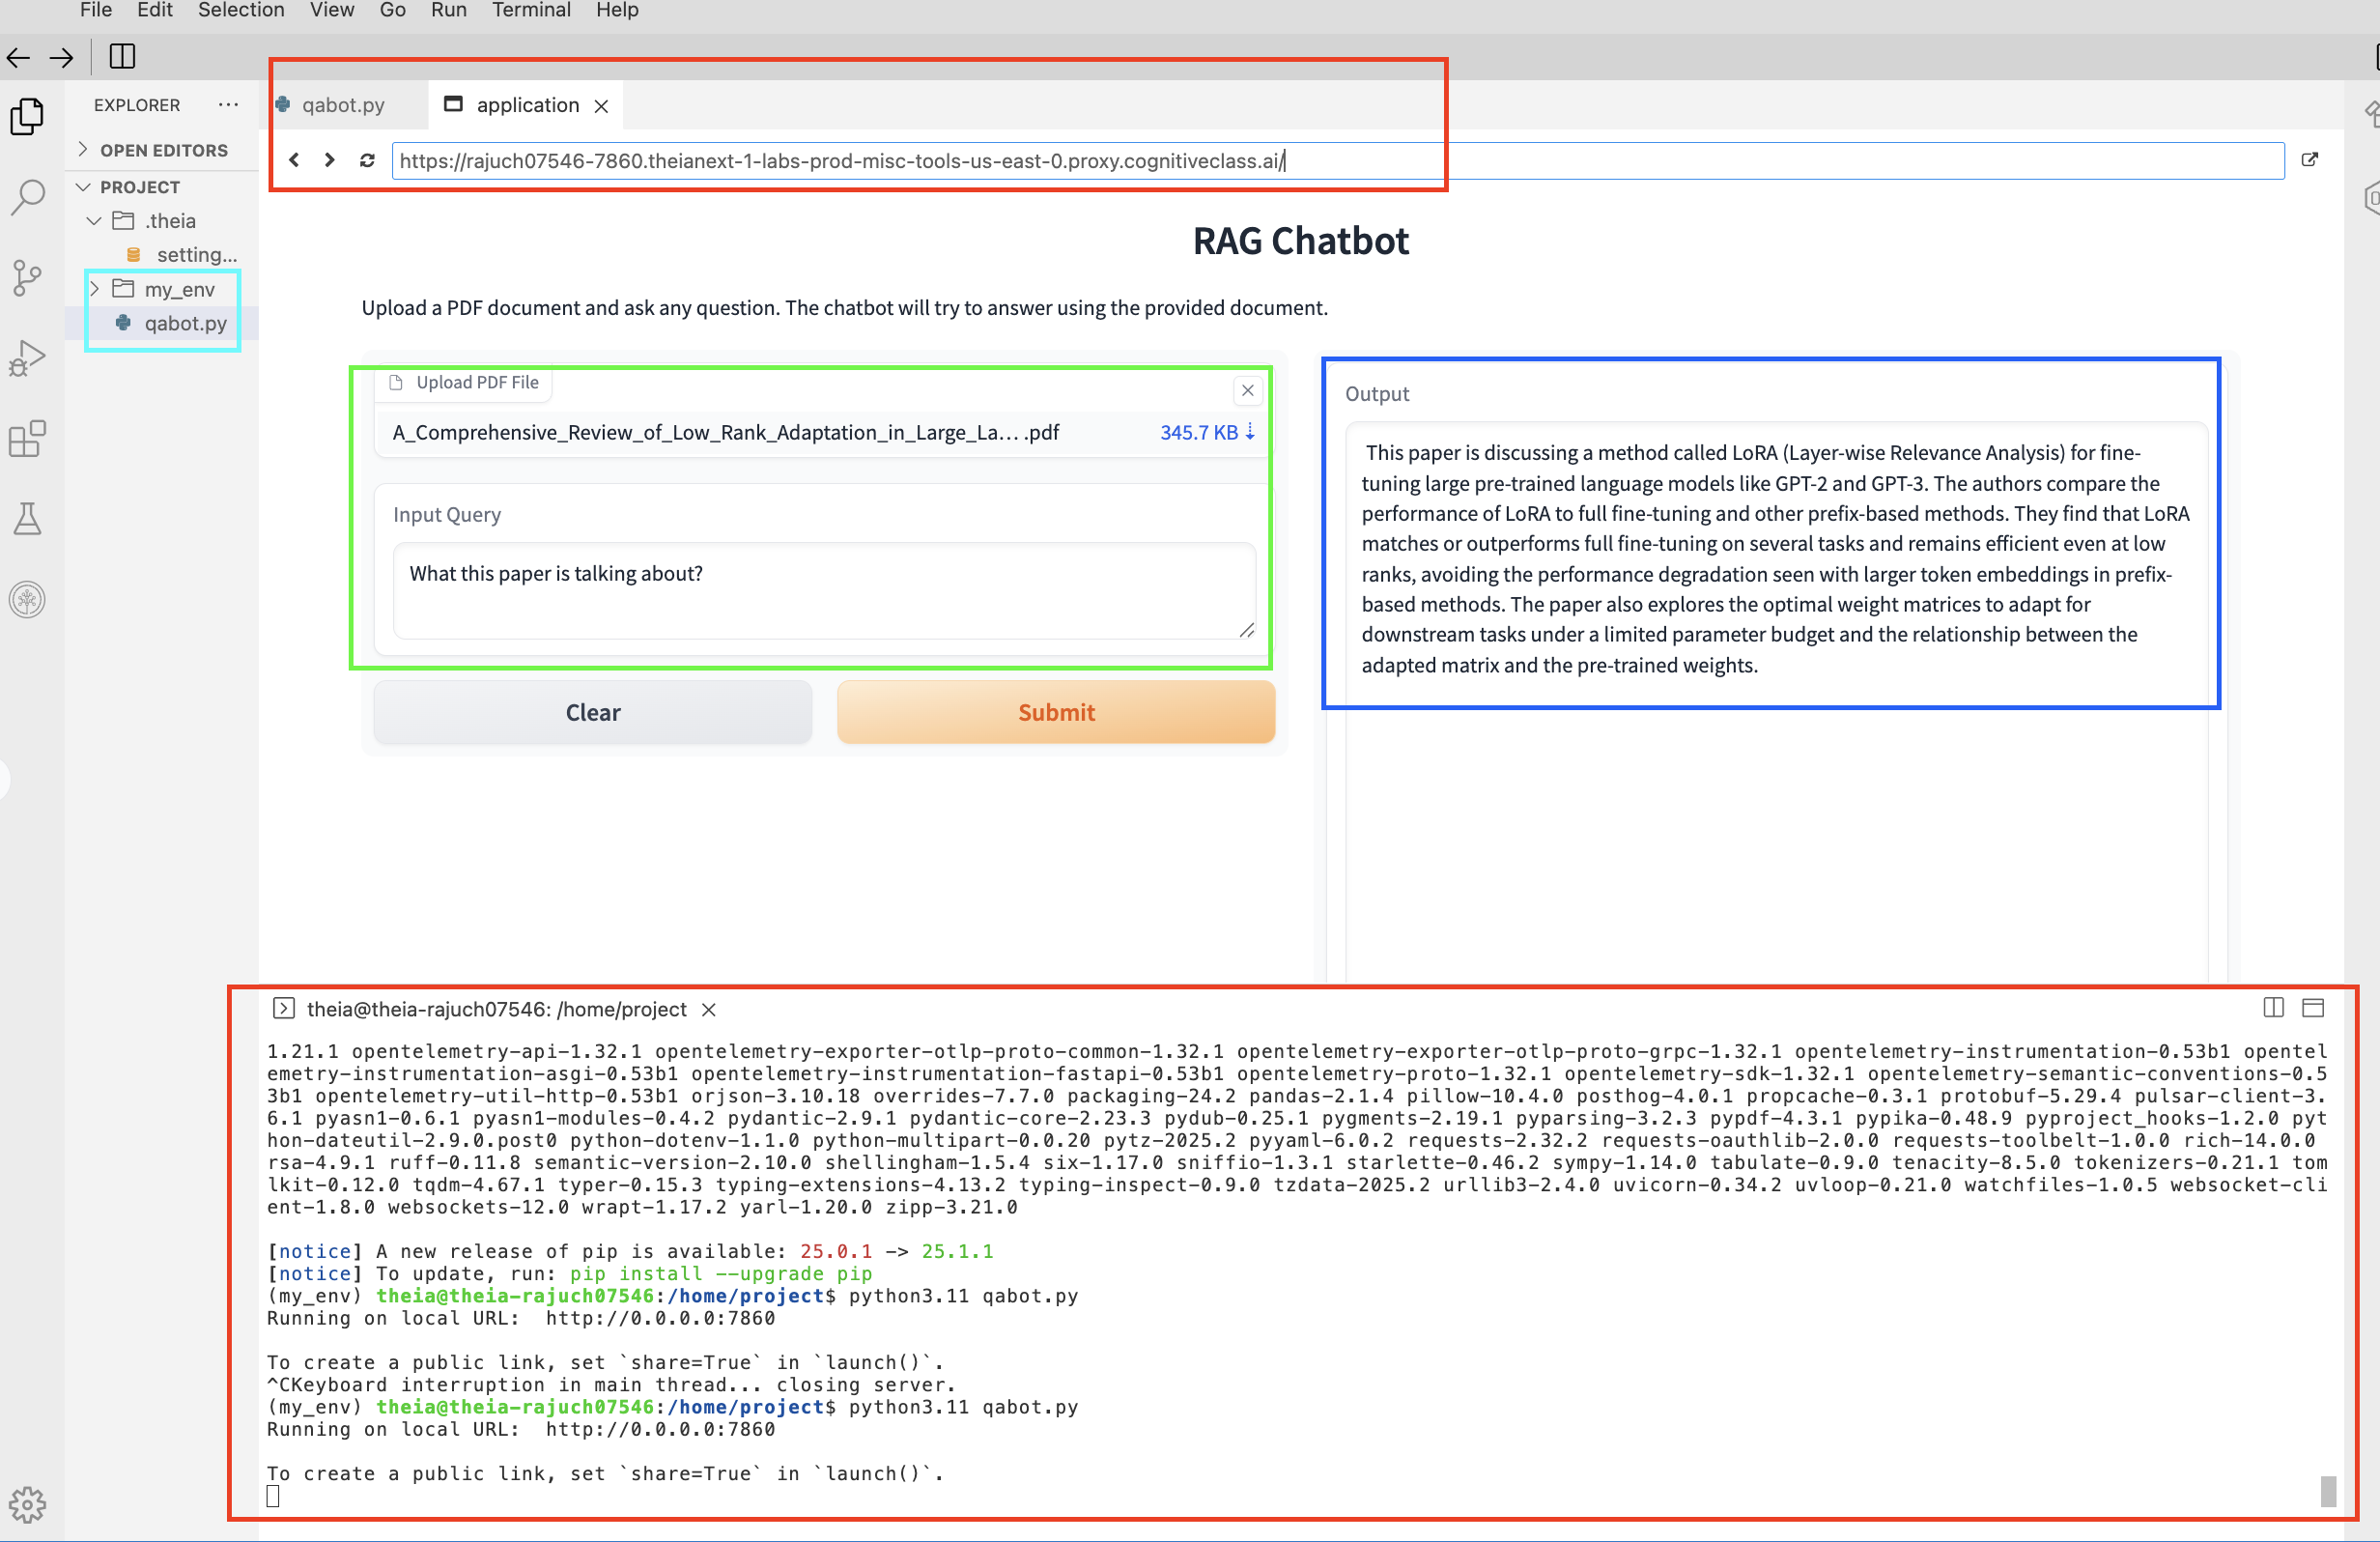 File Edit Selection View Go Run Terminal Help
EXPLORER ...
OPEN EDITORS
PROJECT
.theia
setting...
my_env
qabot.py
qabot.py application
https://rajuch07546-7860.theianext-1-labs-prod-misc-tools-us-east-0.proxy.cognitiveclass.ai/
RAG Chatbot
Upload a PDF document and ask any question. The chatbot will try to answer using the provided document.
Upload PDF File
A_Comprehensive_Review_of_Low_Rank_Adaptation_in_Large_La... .pdf 345.7 KB ⇣
Input Query
What this paper is talking about?
Clear Submit
Output
This paper is discussing a method called LoRA (Layer-wise Relevance Analysis) for fine-
tuning large pre-trained language models like GPT-2 and GPT-3. The authors compare the
performance of LoRA to full fine-tuning and other prefix-based methods. They find that LoRA
matches or outperforms full fine-tuning on several tasks and remains efficient even at low
ranks, avoiding the performance degradation seen with larger token embeddings in prefix-
based methods. The paper also explores the optimal weight matrices to adapt for
downstream tasks under a limited parameter budget and the relationship between the
adapted matrix and the pre-trained weights.
theia@theia-rajuch07546: /home/project
1.21.1 opentelemetry-api-1.32.1 opentelemetry-exporter-otlp-proto-common-1.32.1 opentelemetry-exporter-otlp-proto-grpc-1.32.1 opentelemetry-instrumentation-0.53b1 opentel
emetry-instrumentation-asgi-0.53b1 opentelemetry-instrumentation-fastapi-0.53b1 opentelemetry-proto-1.32.1 opentelemetry-sdk-1.32.1 opentelemetry-semantic-conventions-0.5
3b1 opentelemetry-util-http-0.53b1 orjson-3.10.18 overrides-7.7.0 packaging-24.2 pandas-2.1.4 pillow-10.4.0 posthog-4.0.1 propcache-0.3.1 protobuf-5.29.4 pulsar-client-3.
6.1 pyasn1-0.6.1 pyasn1-modules-0.4.2 pydantic-2.9.1 pydantic-core-2.23.3 pydub-0.25.1 pygments-2.19.1 pyparsing-3.2.3 pypdf-4.3.1 pypika-0.48.9 pyproject_hooks-1.2.0 pyt
hon-dateutil-2.9.0.post0 python-dotenv-1.1.0 python-multipart-0.0.20 pytz-2025.2 pyyaml-6.0.2 requests-2.32.2 requests-oauthlib-2.0.0 requests-toolbelt-1.0.0 rich-14.0.0
rsa-4.9.1 ruff-0.11.8 semantic-version-2.10.0 shellingham-1.5.4 six-1.17.0 sniffio-1.3.1 starlette-0.46.2 sympy-1.14.0 tabulate-0.9.0 tenacity-8.5.0 tokenizers-0.21.1 tom
lkit-0.12.0 tqdm-4.67.1 typer-0.15.3 typing-extensions-4.13.2 typing-inspect-0.9.0 tzdata-2025.2 urllib3-2.4.0 uvicorn-0.34.2 uvloop-0.21.0 watchfiles-1.0.5 websocket-cli
ent-1.8.0 websockets-12.0 wrapt-1.17.2 yarl-1.20.0 zipp-3.21.0
[notice] A new release of pip is available: 25.0.1 -> 25.1.1
[notice] To update, run: pip install --upgrade pip
(my_env) theia@theia-rajuch07546:/home/project$ python3.11 qabot.py
Running on local URL:  http://0.0.0.0:7860
To create a public link, set `share=True` in `launch()`.
^CKeyboard interruption in main thread... closing server.
(my_env) theia@theia-rajuch07546:/home/project$ python3.11 qabot.py
Running on local URL:  http://0.0.0.0:7860
To create a public link, set `share=True` in `launch()`.